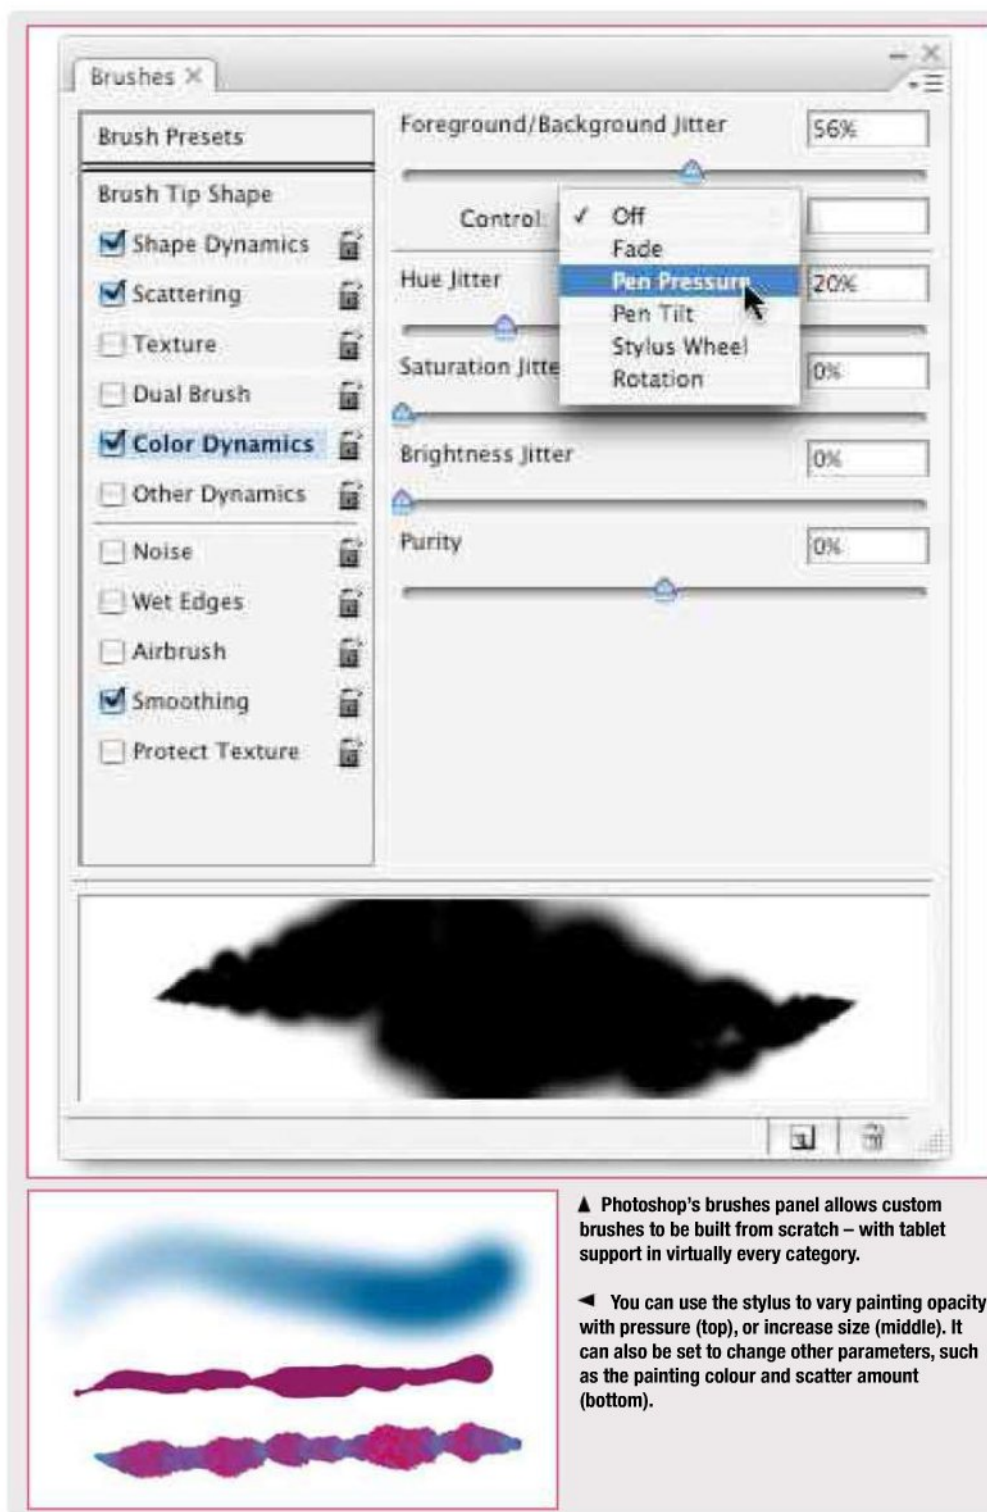 Brushes
Brush Presets
Brush Tip Shape
Shape Dynamics
Scattering
Texture
Dual Brush
Color Dynamics
Other Dynamics
Noise
Wet Edges
Airbrush
Smoothing
Protect Texture
Foreground/Background Jitter 56%
Control:
✓ Off
Fade
Pen Pressure
Pen Tilt
Stylus Wheel
Rotation
Hue Jitter 20%
Saturation Jitte 0%
Brightness Jitter 0%
Purity 0%
▲ Photoshop's brushes panel allows custom
brushes to be built from scratch – with tablet
support in virtually every category.
◄ You can use the stylus to vary painting opacity
with pressure (top), or increase size (middle). It
can also be set to change other parameters, such
as the painting colour and scatter amount
(bottom).